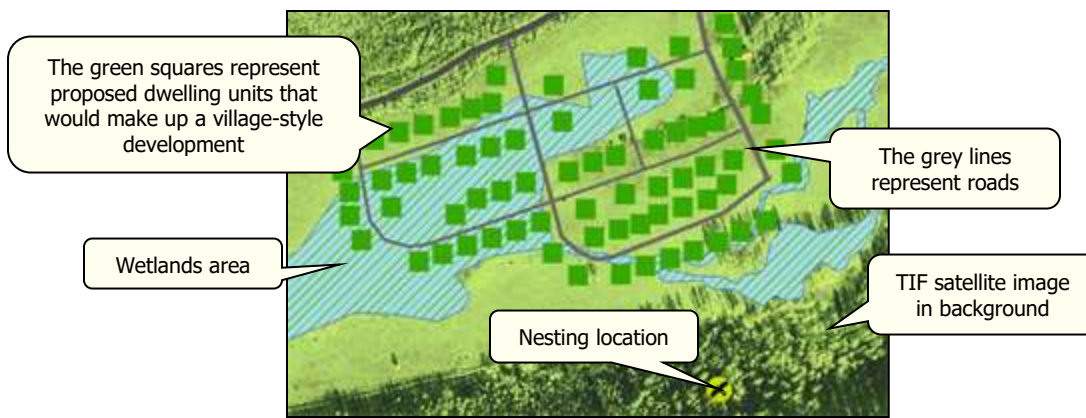 The green squares represent
proposed dwelling units that
would make up a village-style
development
The grey lines
represent roads
Wetlands area
TIF satellite image
in background
Nesting location